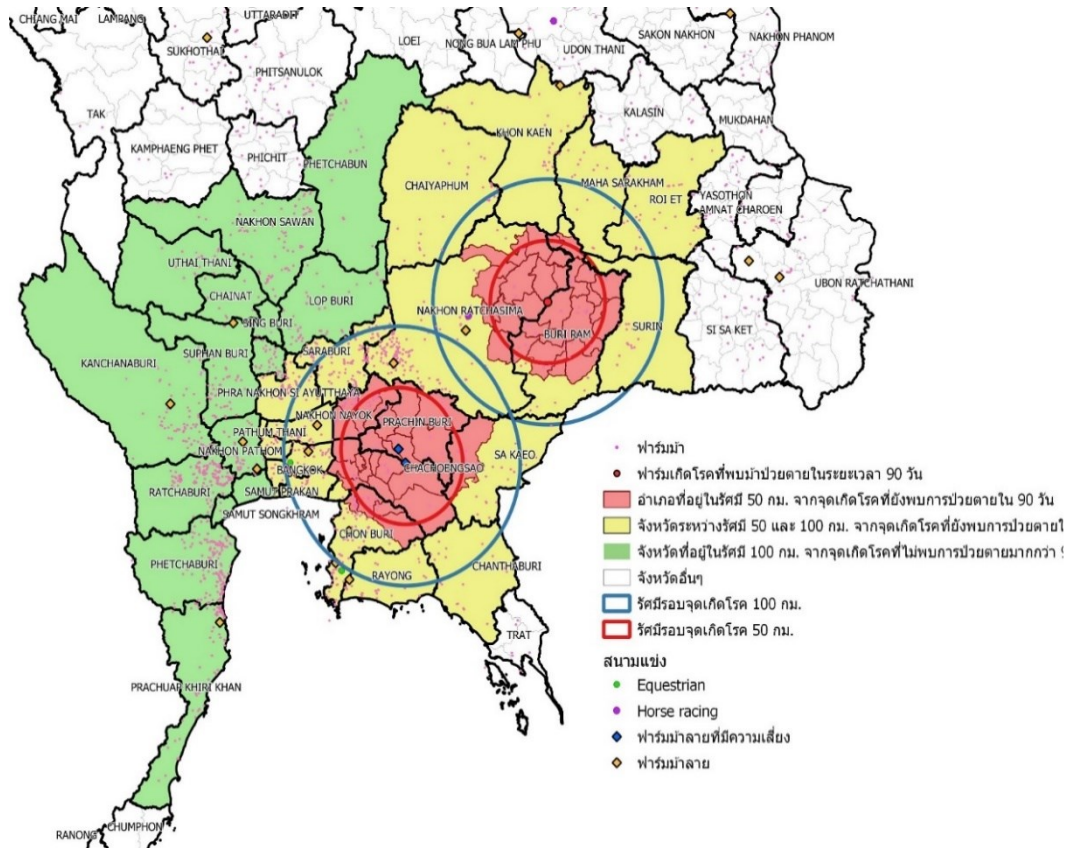 CHIANG MAI
LAMPANG
UTTARADIT
SUKHOTHAI
LOEI
NONG BUA LAM PHU
UDON THANI
SAKON NAKHON
NAKHON PHANOM
PHITSANULOK
TAK
KAMPHAENG PHET
PHICHIT
PHETCHABUN
KHON KAEN
KALASIN
MUKDAHAN
CHAIYAPHUM
MAHA SARAKHAM
ROI ET
YASOTHON
AMNAT CHAROEN
NAKHON SAWAN
UTHAI THANI
CHAINAT
LOP BURI
SING BURI
NAKHON RATCHASIMA
BURI RAM
SURIN
SI SA KET
UBON RATCHATHANI
KANCHANABURI
SUPHAN BURI
SARABURI
PHRA NAKHON SI AYUTTHAYA
NAKHON NAYOK
PRACHIN BURI
PATHUM THANI
NAKHON PATHOM
BANGKOK
CHACHOENGSAO
SA KAEO
RATCHABURI
SAMUT PRAKAN
SAMUT SONGKHRAM
CHON BURI
PHETCHABURI
RAYONG
CHANTHABURI
TRAT
PRACHUAP KHIRI KHAN
RANONG
CHUMPHON
ฟาร์มม้า
ฟาร์มเกิดโรคที่พบม้าป่วยตายในระยะเวลา 90 วัน
อำเภอที่อยู่ในรัศมี 50 กม. จากจุดเกิดโรคที่ยังพบการป่วยตายใน 90 วัน
จังหวัดระหว่างรัศมี 50 และ 100 กม. จากจุดเกิดโรคที่ยังพบการป่วยตายใ
จังหวัดที่อยู่ในรัศมี 100 กม. จากจุดเกิดโรคที่ไม่พบการป่วยตายมากกว่า
จังหวัดอื่นๆ
รัศมีรอบจุดเกิดโรค 100 กม.
รัศมีรอบจุดเกิดโรค 50 กม.
สนามแข่ง
Equestrian
Horse racing
ฟาร์มม้าลายที่มีความเสี่ยง
ฟาร์มม้าลาย